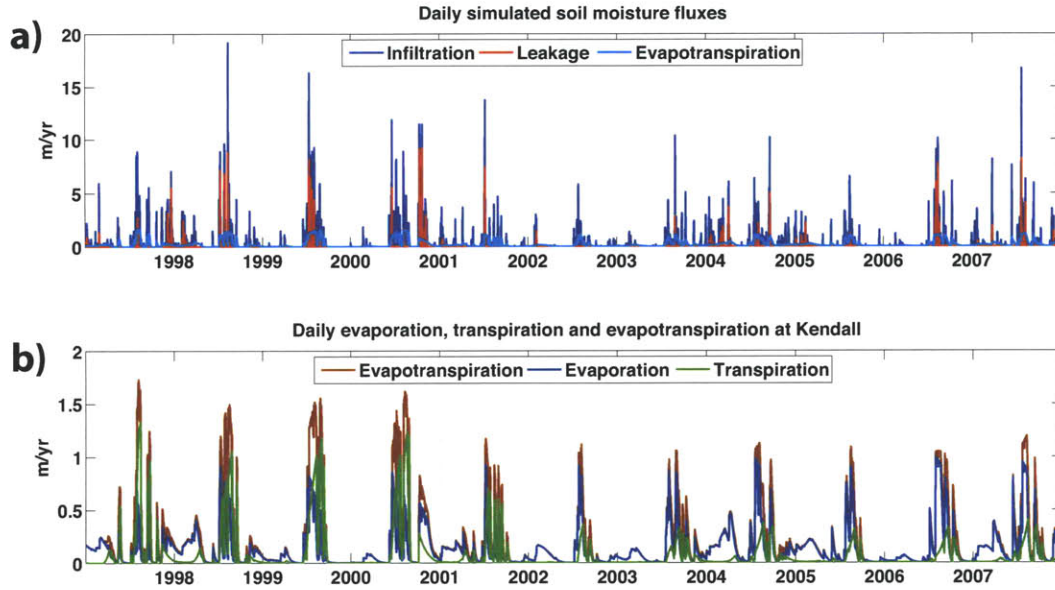 a)
Daily simulated soil moisture fluxes
Infiltration Leakage Evapotranspiration
m/yr
20
15
10
5
0
1998 1999 2000 2001 2002 2003 2004 2005 2006 2007
b)
Daily evaporation, transpiration and evapotranspiration at Kendall
Evapotranspiration Evaporation Transpiration
m/yr
2
1.5
1
0.5
0
1998 1999 2000 2001 2002 2003 2004 2005 2006 2007